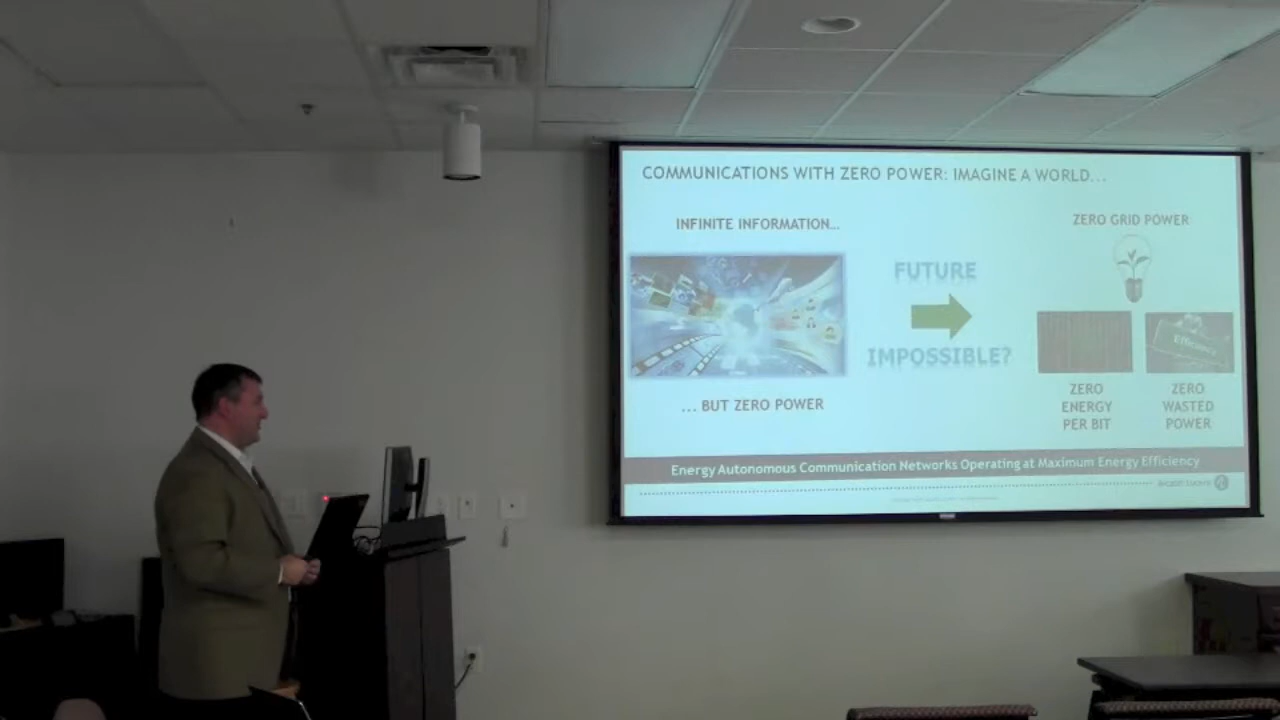 COMMUNICATIONS WITH ZERO POWER: IMAGINE A WORLD...
INFINITE INFORMATION...
... BUT ZERO POWER
FUTURE
IMPOSSIBLE?
ZERO GRID POWER
Efficiency
ZERO
ENERGY
PER BIT
ZERO
WASTED
POWER
Energy Autonomous Communication Networks Operating at Maximum Energy Efficiency